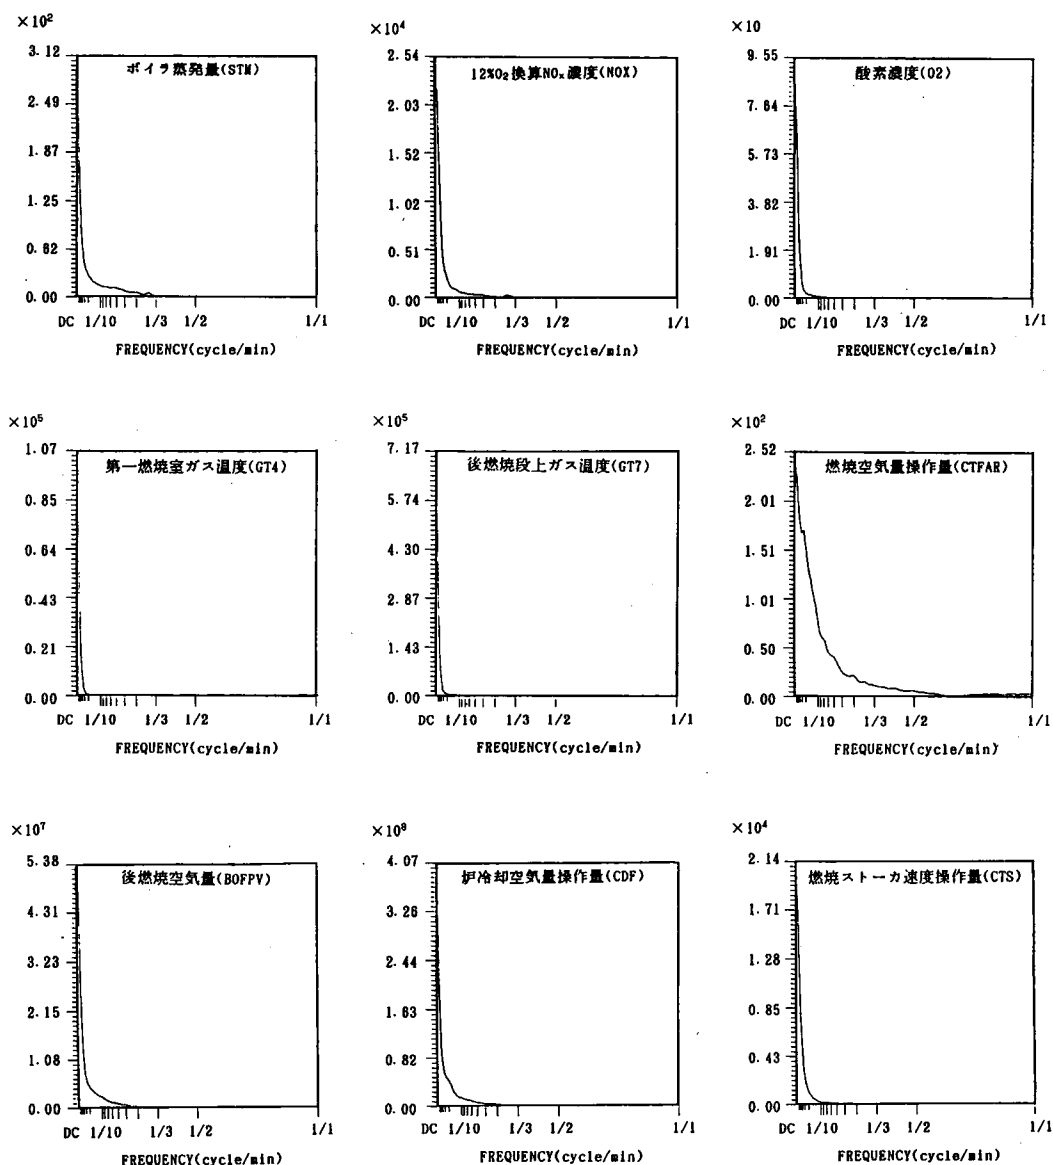 ×10²
3.12
ボイラ蒸発量(STM)
2.49
1.87
1.25
0.62
0.00
DC 1/10 1/3 1/2 1/1
FREQUENCY(cycle/min)
×10⁴
2.54
12%O₂換算NOₓ濃度(NOX)
2.03
1.52
1.02
0.51
0.00
DC 1/10 1/3 1/2 1/1
FREQUENCY(cycle/min)
×10
9.55
酸素濃度(O2)
7.64
5.73
3.82
1.91
0.00
DC 1/10 1/3 1/2 1/1
FREQUENCY(cycle/min)
×10⁵
1.07
第一燃焼室ガス温度(GT4)
0.85
0.64
0.43
0.21
0.00
DC 1/10 1/3 1/2 1/1
FREQUENCY(cycle/min)
×10⁵
7.17
後燃焼段上ガス温度(GT7)
5.74
4.30
2.87
1.43
0.00
DC 1/10 1/3 1/2 1/1
FREQUENCY(cycle/min)
×10²
2.52
燃焼空気量操作量(CTFAR)
2.01
1.51
1.01
0.50
0.00
DC 1/10 1/3 1/2 1/1
FREQUENCY(cycle/min)
×10⁷
5.38
後燃焼空気量(BOFPV)
4.31
3.23
2.15
1.08
0.00
DC 1/10 1/3 1/2 1/1
FREQUENCY(cycle/min)
×10⁸
4.07
炉冷却空気量操作量(CDF)
3.26
2.44
1.63
0.82
0.00
DC 1/10 1/3 1/2 1/1
FREQUENCY(cycle/min)
×10⁴
2.14
燃焼ストーカ速度操作量(CTS)
1.71
1.28
0.85
0.43
0.00
DC 1/10 1/3 1/2 1/1
FREQUENCY(cycle/min)